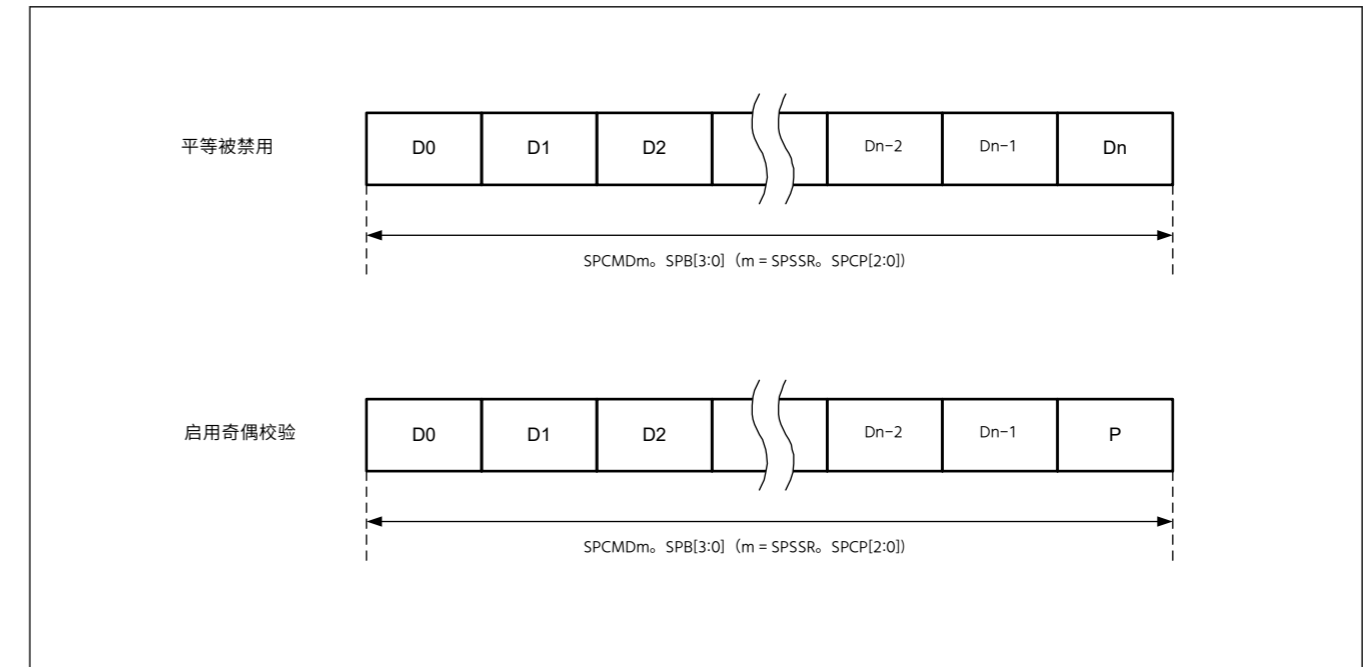 平等被禁用
D0 D1 D2 Dn-2 Dn-1 Dn
SPCMDm。SPB[3:0]（m = SPSSR。SPCP[2:0]）
启用奇偶校验
D0 D1 D2 Dn-2 Dn-1 P
SPCMDm。SPB[3:0]（m = SPSSR。SPCP[2:0]）